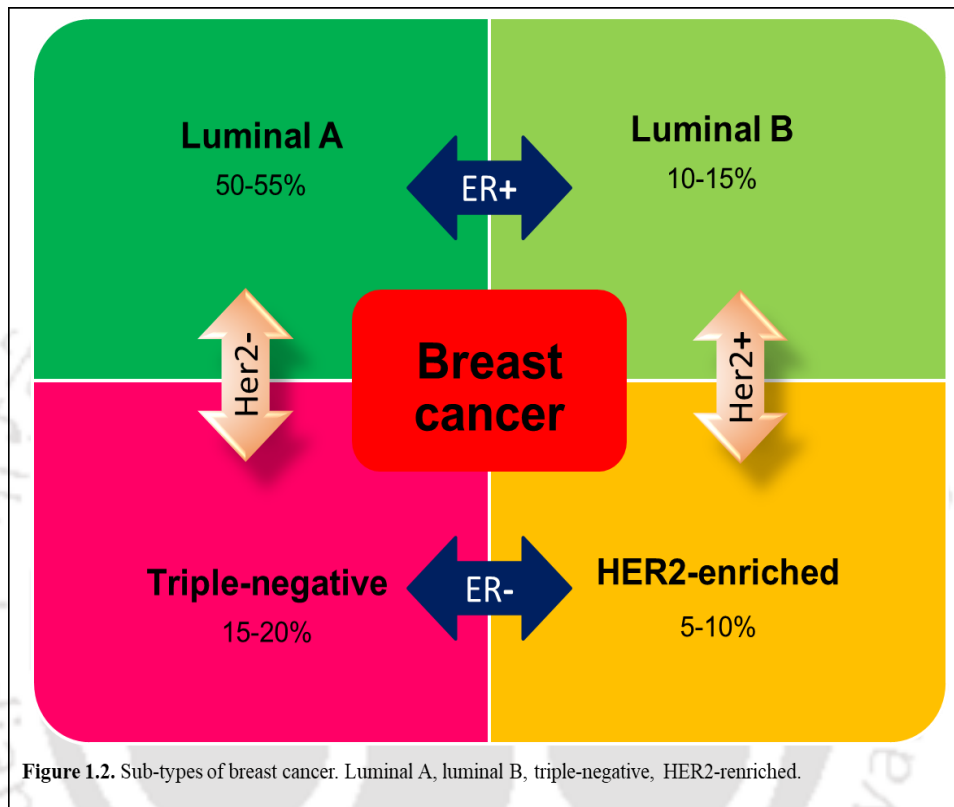 Luminal A
50-55%
Luminal B
10-15%
ER+
Her2-
Breast
cancer
Her2+
Triple-negative
15-20%
ER-
HER2-enriched
5-10%
Figure 1.2. Sub-types of breast cancer. Luminal A, luminal B, triple-negative, HER2-renriched.